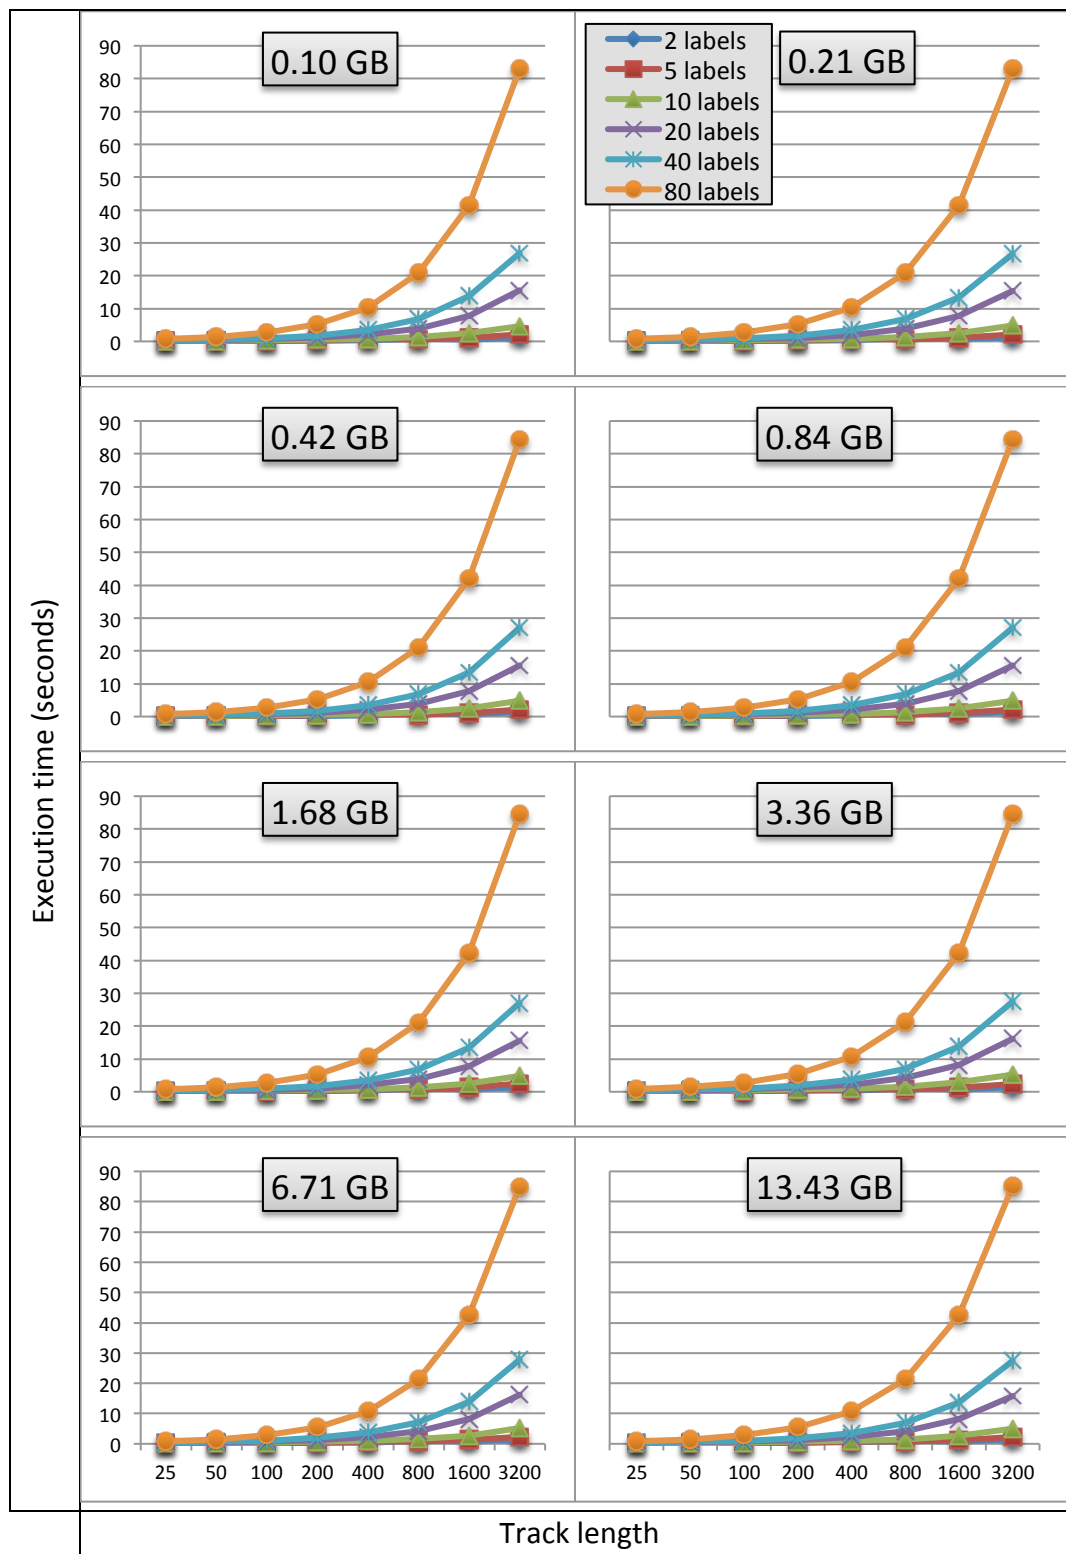 0.10 GB
90
80
70
60
50
40
30
20
10
0
2 labels
5 labels
10 labels
20 labels
40 labels
80 labels
0.21 GB
0.42 GB
90
80
70
60
50
40
30
20
10
0
0.84 GB
1.68 GB
90
80
70
60
50
40
30
20
10
0
3.36 GB
6.71 GB
90
80
70
60
50
40
30
20
10
0
25 50 100 200 400 800 1600 3200
13.43 GB
25 50 100 200 400 800 1600 3200
Execution time (seconds)
Track length